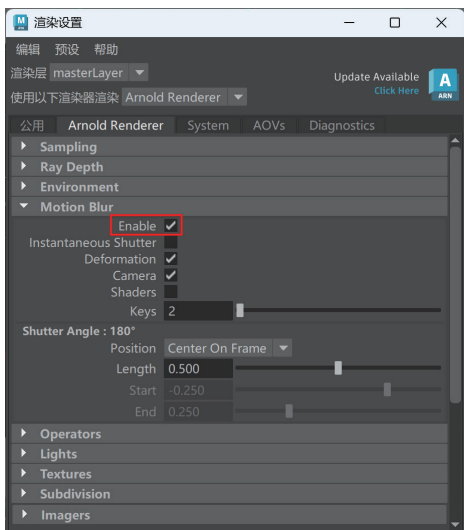 渲染设置
编辑 预设 帮助
渲染层 masterLayer
Update Available
Click Here
A
ARN
使用以下渲染器渲染 Arnold Renderer
公用 Arnold Renderer System AOVs Diagnostics
Sampling
Ray Depth
Environment
Motion Blur
Enable
Instantaneous Shutter
Deformation
Camera
Shaders
Keys 2
Shutter Angle : 180°
Position Center On Frame
Length 0.500
Start -0.250
End 0.250
Operators
Lights
Textures
Subdivision
Imagers